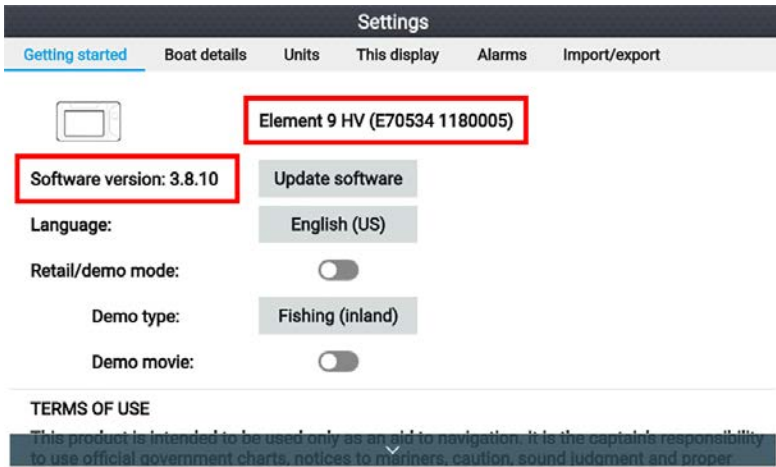 Settings
Getting started Boat details Units This display Alarms Import/export
Element 9 HV (E70534 1180005)
Software version: 3.8.10 Update software
Language: English (US)
Retail/demo mode:
Demo type: Fishing (inland)
Demo movie:
TERMS OF USE
This product is intended to be used only as an aid to navigation. It is the captain's responsibility
to use official government charts, notices to mariners, caution, sound judgment and proper